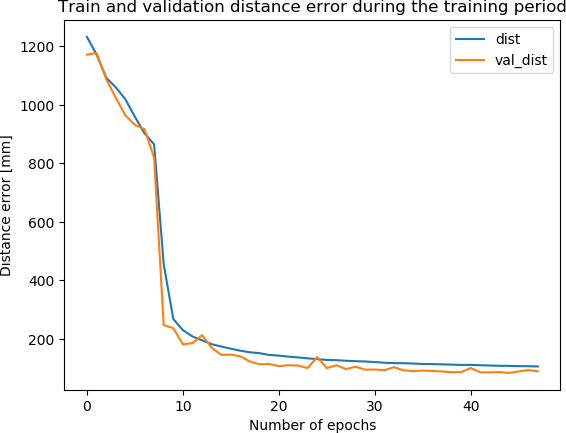 Train and validation distance error during the training period
dist
val_dist
Distance error [mm]
1200
1000
800
600
400
200
0
10
20
30
40
Number of epochs